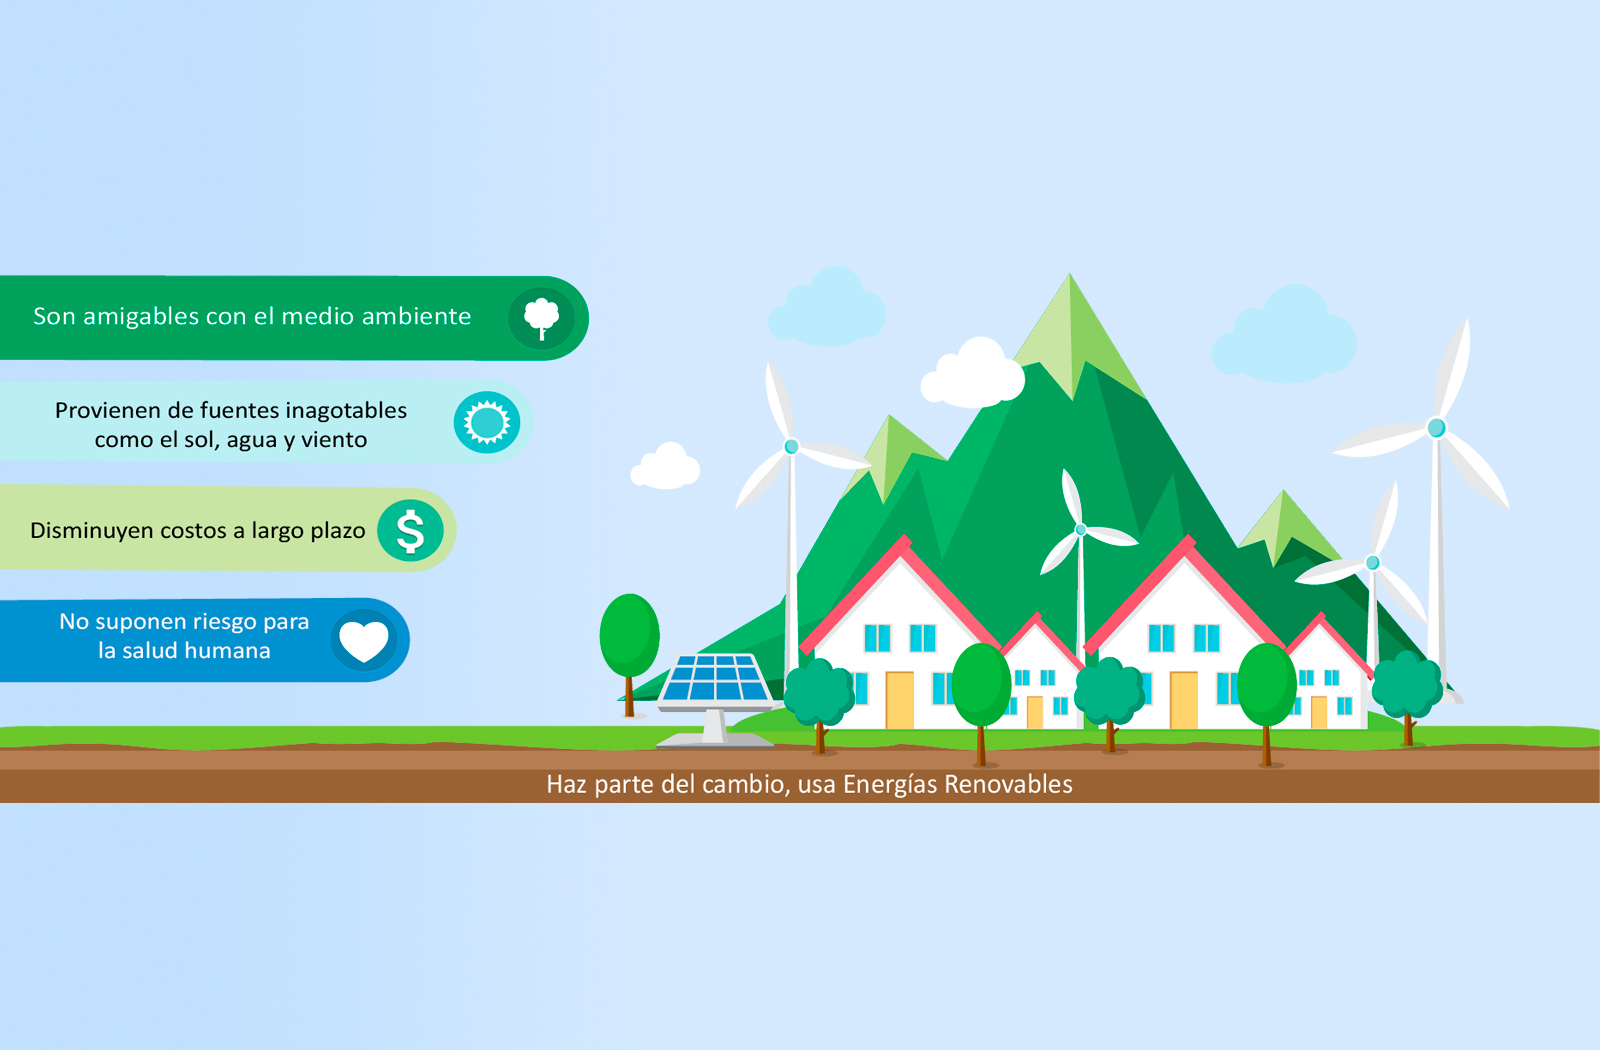 Son amigables con el medio ambiente
Provienen de fuentes inagotables
como el sol, agua y viento
Disminuyen costos a largo plazo
$
No suponen riesgo para
la salud humana
Haz parte del cambio, usa Energías Renovables